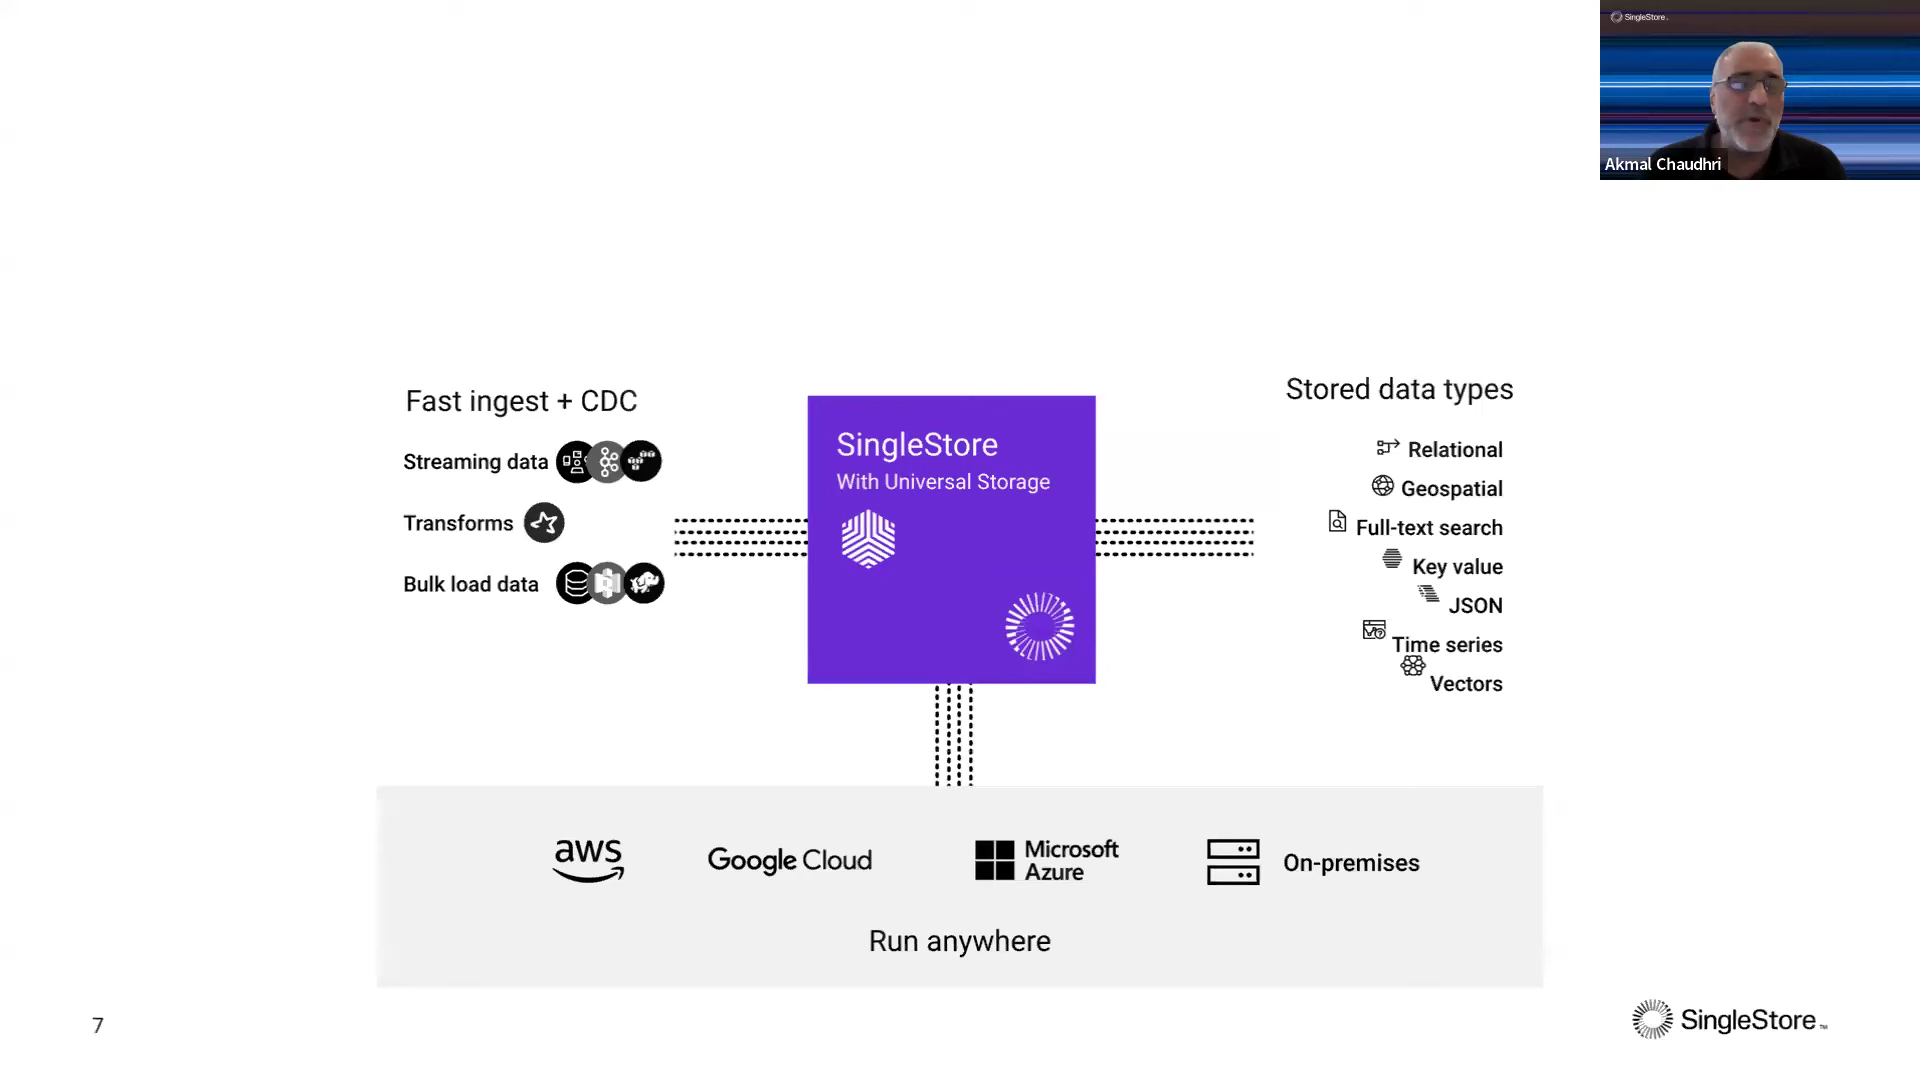 SingleStore
Akmal Chaudhri
Fast ingest + CDC
Streaming data
Transforms
Bulk load data
SingleStore
With Universal Storage
Stored data types
Relational
Geospatial
Full-text search
Key value
JSON
Time series
Vectors
aws
Google Cloud
Microsoft
Azure
On-premises
Run anywhere
7
SingleStore™